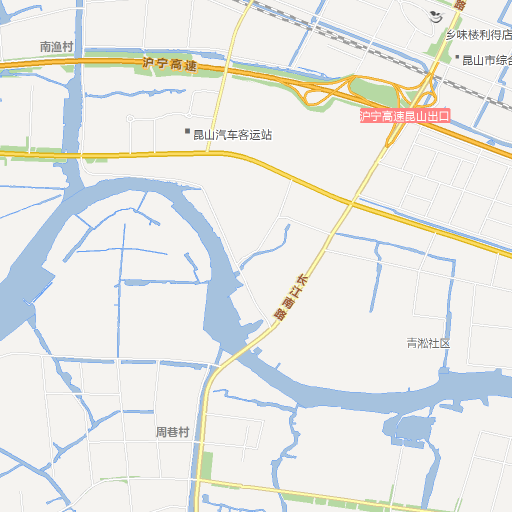 路
乡味楼利得店
南渔村
沪宁高速
昆山市综合
沪宁高速昆山出口
昆山汽车客运站
长江南路
青淞社区
周巷村